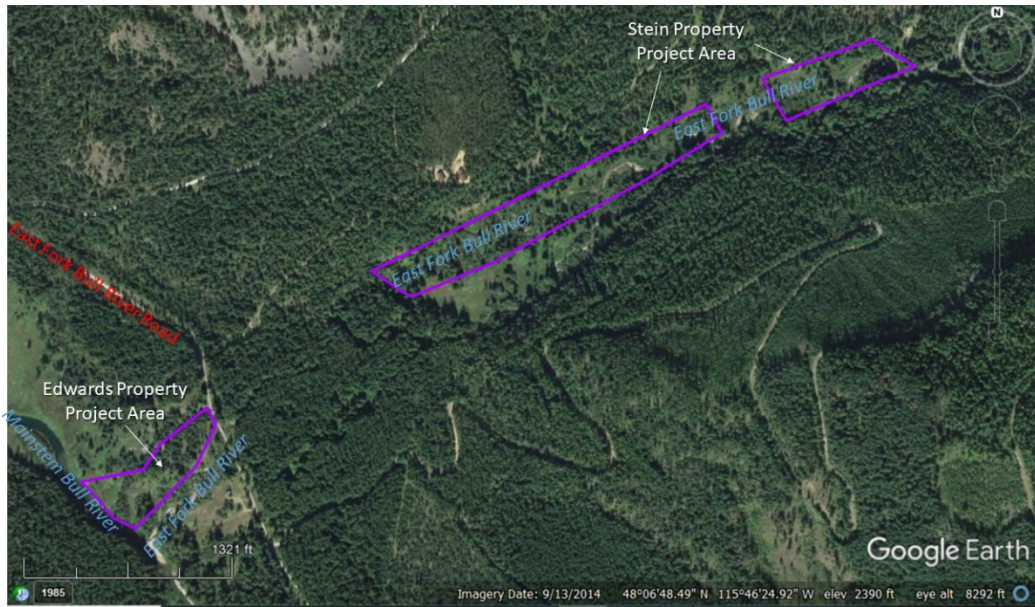 N
Stein Property
Project Area
East Fork Bull River
East Fork Bull River
East Fork Bull River Road
Edwards Property
Project Area
Mainstem Bull River
East Fork Bull River
1321 ft
Google Earth
1985
Imagery Date: 9/13/2014 48°06'48.49" N 115°46'24.92" W elev 2390 ft eye alt 8292 ft